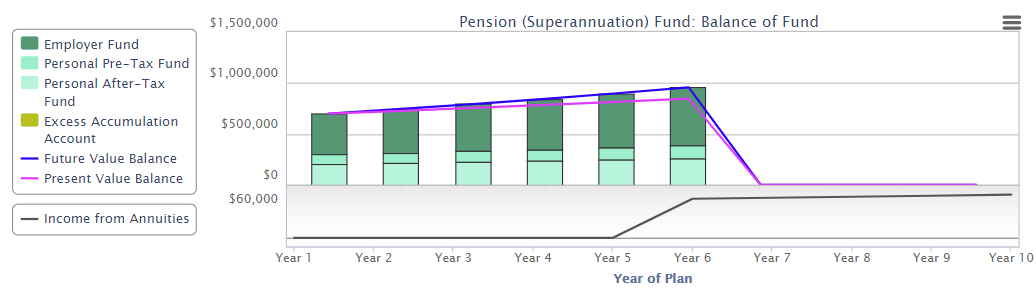 Pension (Superannuation) Fund: Balance of Fund
Employer Fund
Personal Pre-Tax Fund
Personal After-Tax
Fund
Excess Accumulation
Account
Future Value Balance
Present Value Balance
Income from Annuities
$1,500,000
$1,000,000
$500,000
$0
$60,000
Year 1 Year 2 Year 3 Year 4 Year 5 Year 6 Year 7 Year 8 Year 9 Year 10
Year of Plan